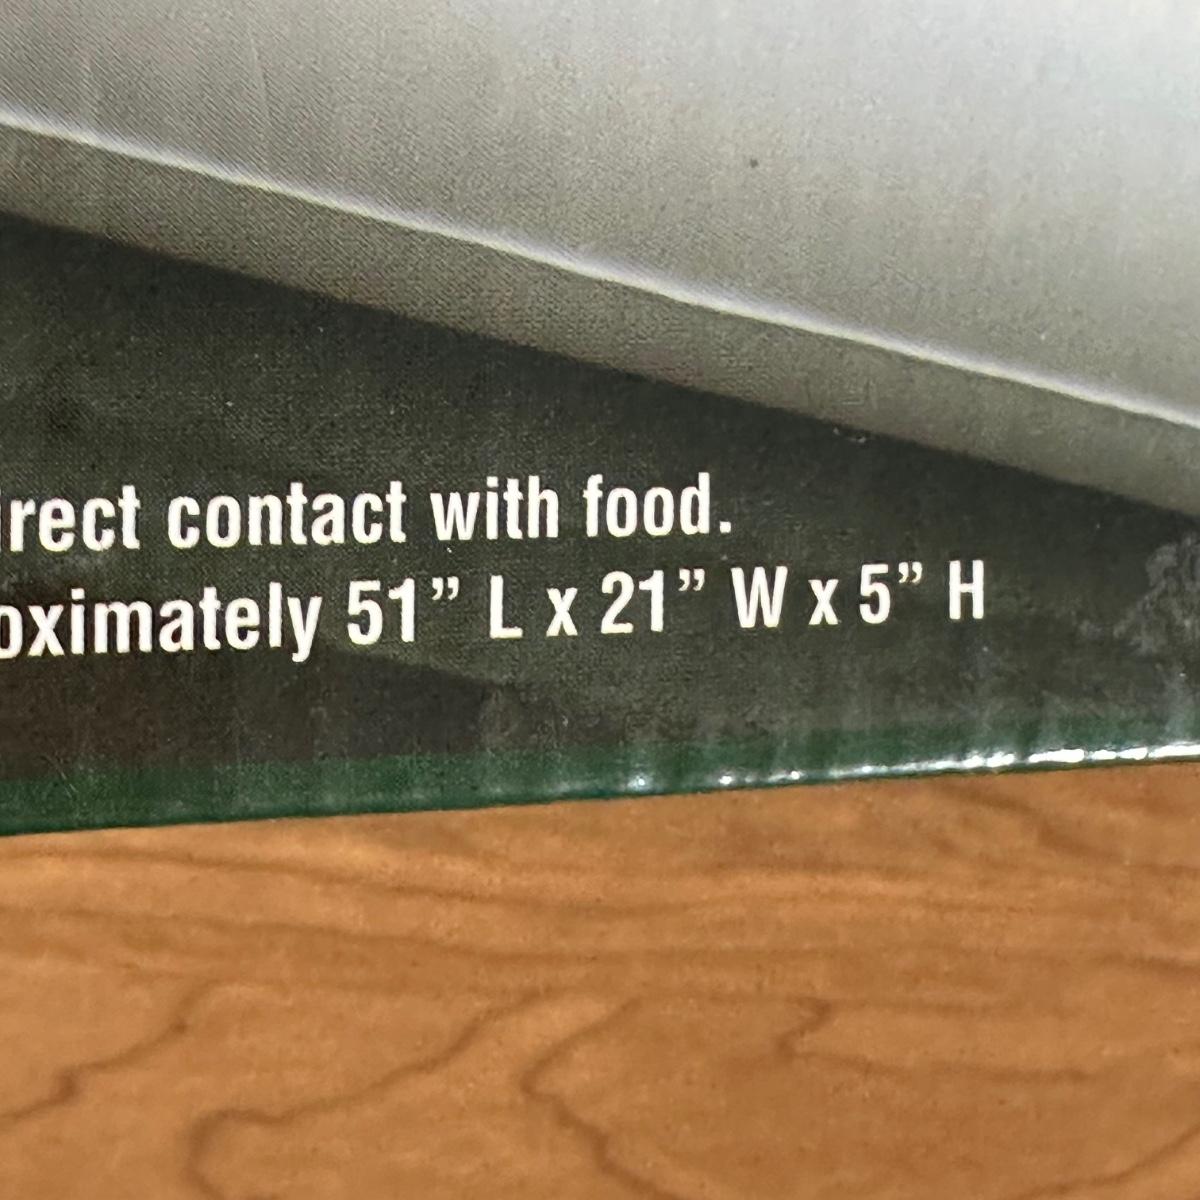 irect contact with food.
oximately 51” L x 21” W x 5” H